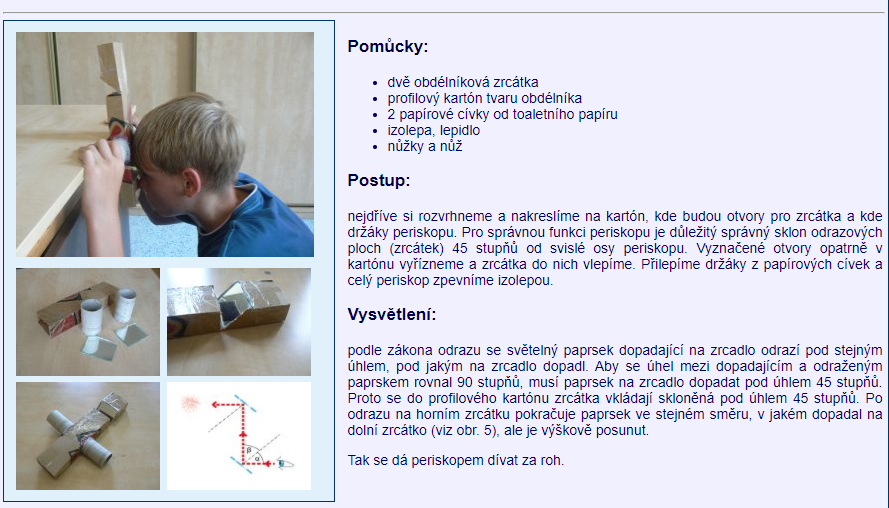 Pomůcky:
dvě obdélníková zrcátka
profilový kartón tvaru obdélníka
2 papírové cívky od toaletního papíru
izolepa, lepidlo
nůžky a nůž
Postup:
nejdříve si rozvrhneme a nakreslíme na kartón, kde budou otvory pro zrcátka a kde
držáky periskopu. Pro správnou funkci periskopu je důležitý správný sklon odrazových
ploch (zrcátek) 45 stupňů od svislé osy periskopu. Vyznačené otvory opatrně v
kartónu vyřízneme a zrcátka do nich vlepíme. Přilepíme držáky z papírových cívek a
celý periskop zpevníme izolepou.
Vysvětlení:
podle zákona odrazu se světelný paprsek dopadající na zrcadlo odrazí pod stejným
úhlem, pod jakým na zrcadlo dopadl. Aby se úhel mezi dopadajícím a odraženým
paprskem rovnal 90 stupňů, musí paprsek na zrcadlo dopadat pod úhlem 45 stupňů.
Proto se do profilového kartónu zrcátka vkládají skloněná pod úhlem 45 stupňů. Po
odrazu na horním zrcátku pokračuje paprsek ve stejném směru, v jakém dopadal na
dolní zrcátko (viz obr. 5), ale je výškově posunut.
Tak se dá periskopem dívat za roh.
β
α